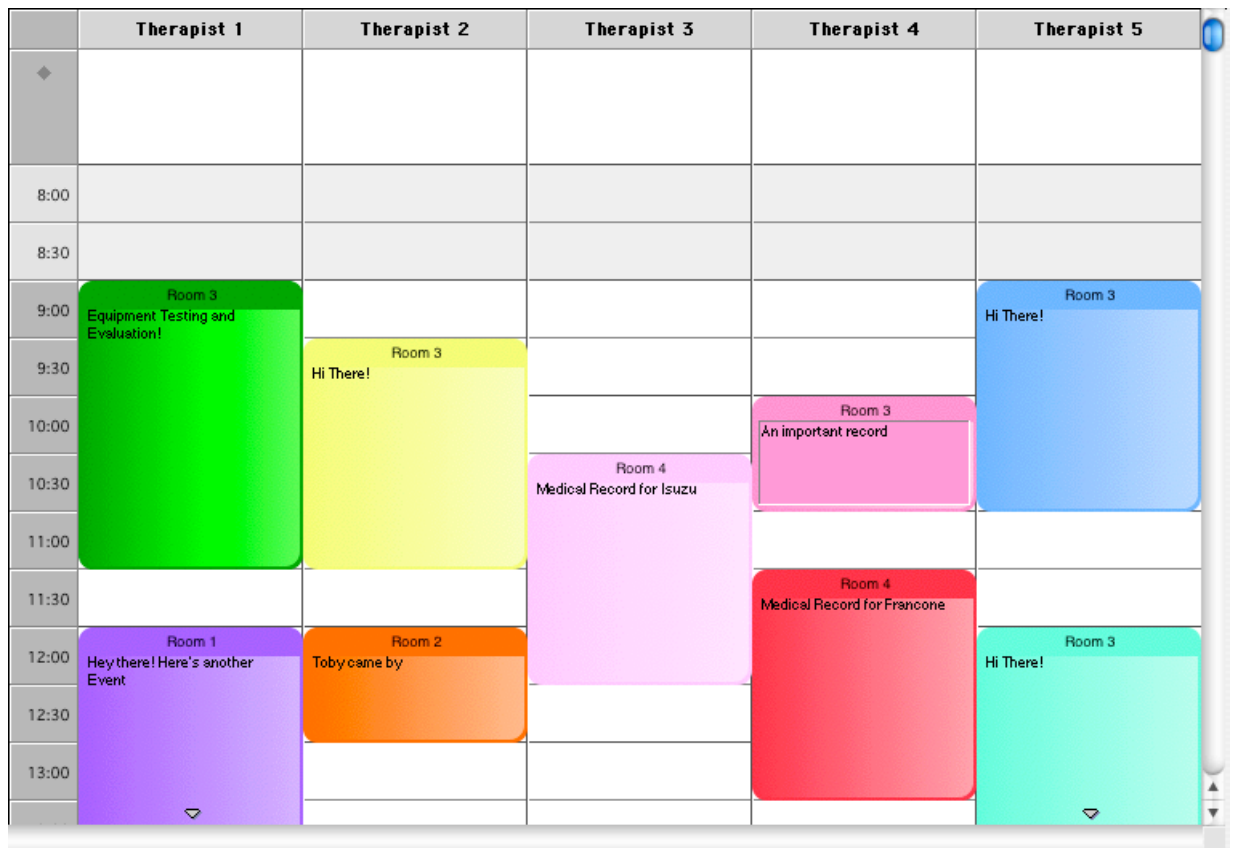 Therapist 1 Therapist 2 Therapist 3 Therapist 4 Therapist 5
8:00
8:30
9:00
9:30
10:00
10:30
11:00
11:30
12:00
12:30
13:00
Room 3
Equipment Testing and
Evaluation!
Room 1
Hey there! Here's another
Event
Room 3
Hi There!
Room 2
Toby came by
Room 4
Medical Record for Isuzu
Room 3
An important record
Room 4
Medical Record for Francone
Room 3
Hi There!
Room 3
Hi There!